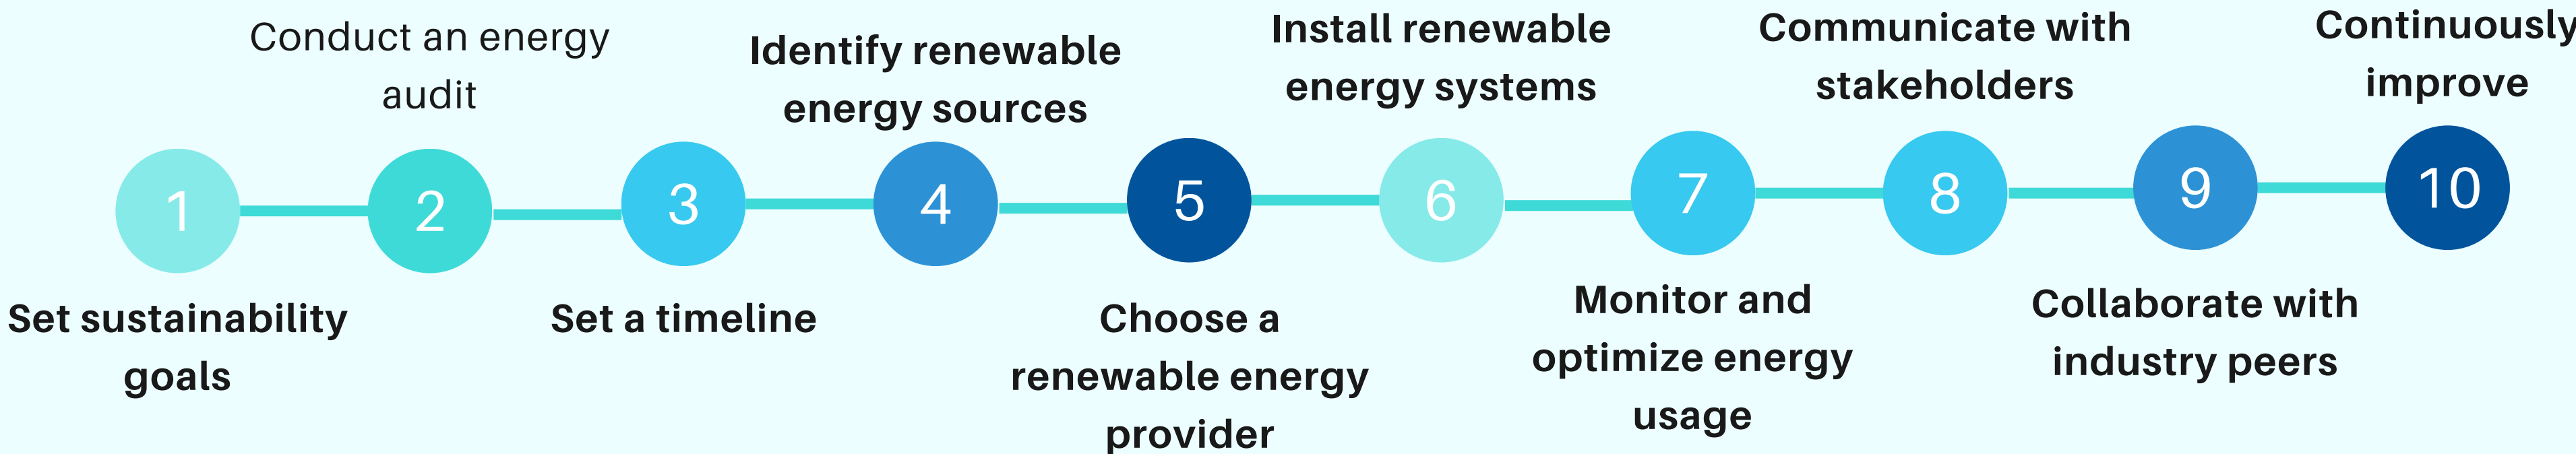 1
Set sustainability
goals
2
Conduct an energy
audit
3
Set a timeline
4
Identify renewable
energy sources
5
Choose a
renewable energy
provider
6
Install renewable
energy systems
7
Monitor and
optimize energy
usage
8
Communicate with
stakeholders
9
Collaborate with
industry peers
10
Continuously
improve